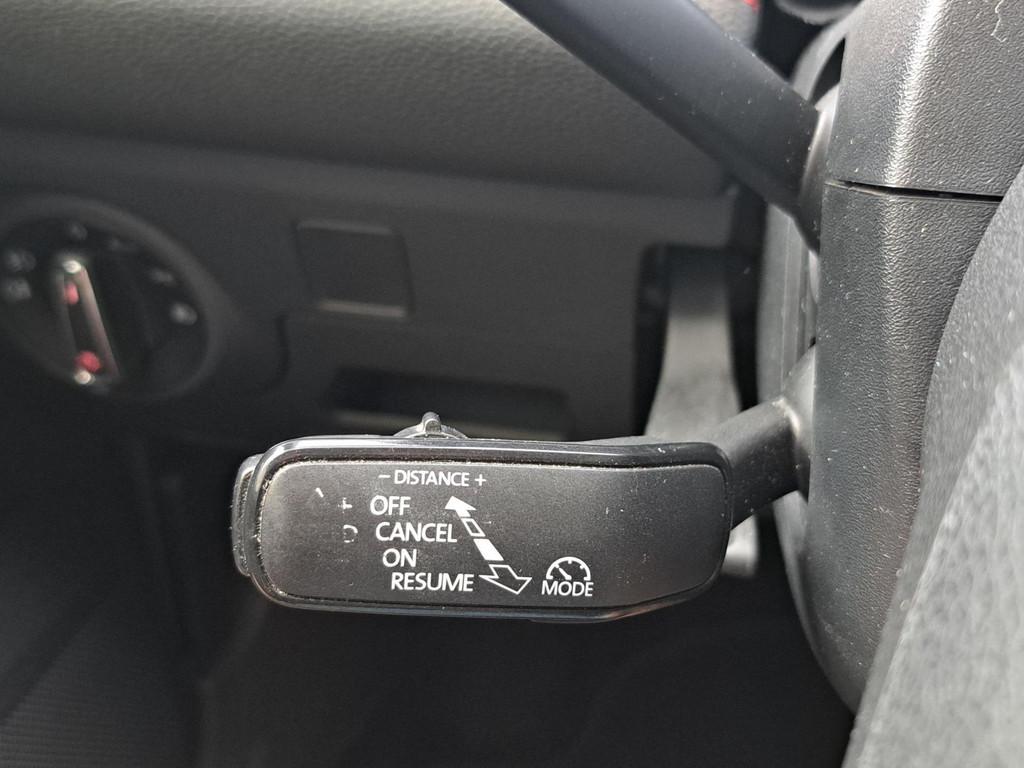 – DISTANCE +
OFF
CANCEL
ON
RESUME
MODE